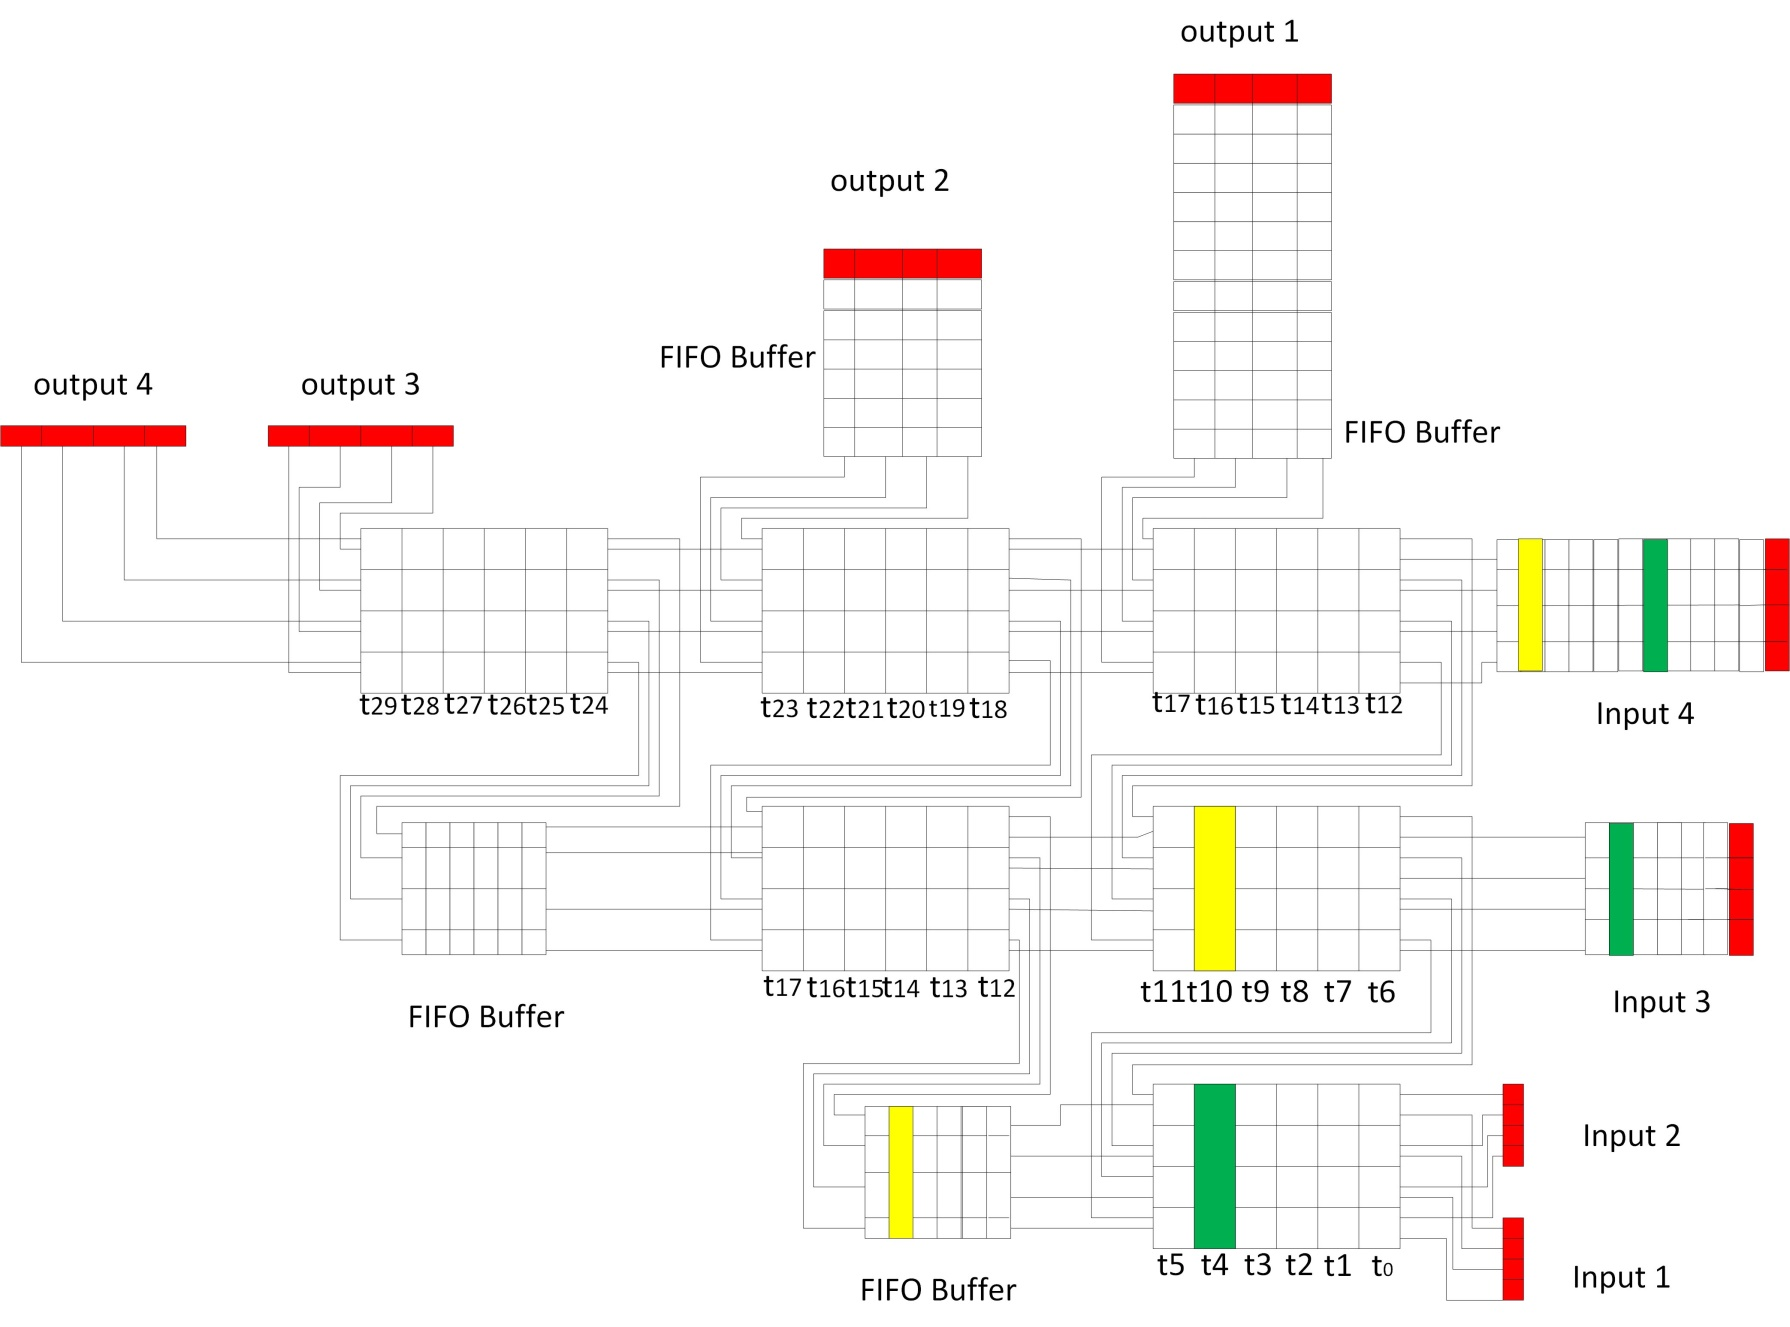 output 1
output 2
FIFO Buffer
output 4
output 3
FIFO Buffer
t29 t28 t27 t26 t25 t24
t23 t22 t21 t20 t19 t18
t17 t16 t15 t14 t13 t12
Input 4
t17 t16 t15 t14 t13 t12
t11 t10 t9 t8 t7 t6
Input 3
FIFO Buffer
Input 2
t5 t4 t3 t2 t1 t0
Input 1
FIFO Buffer